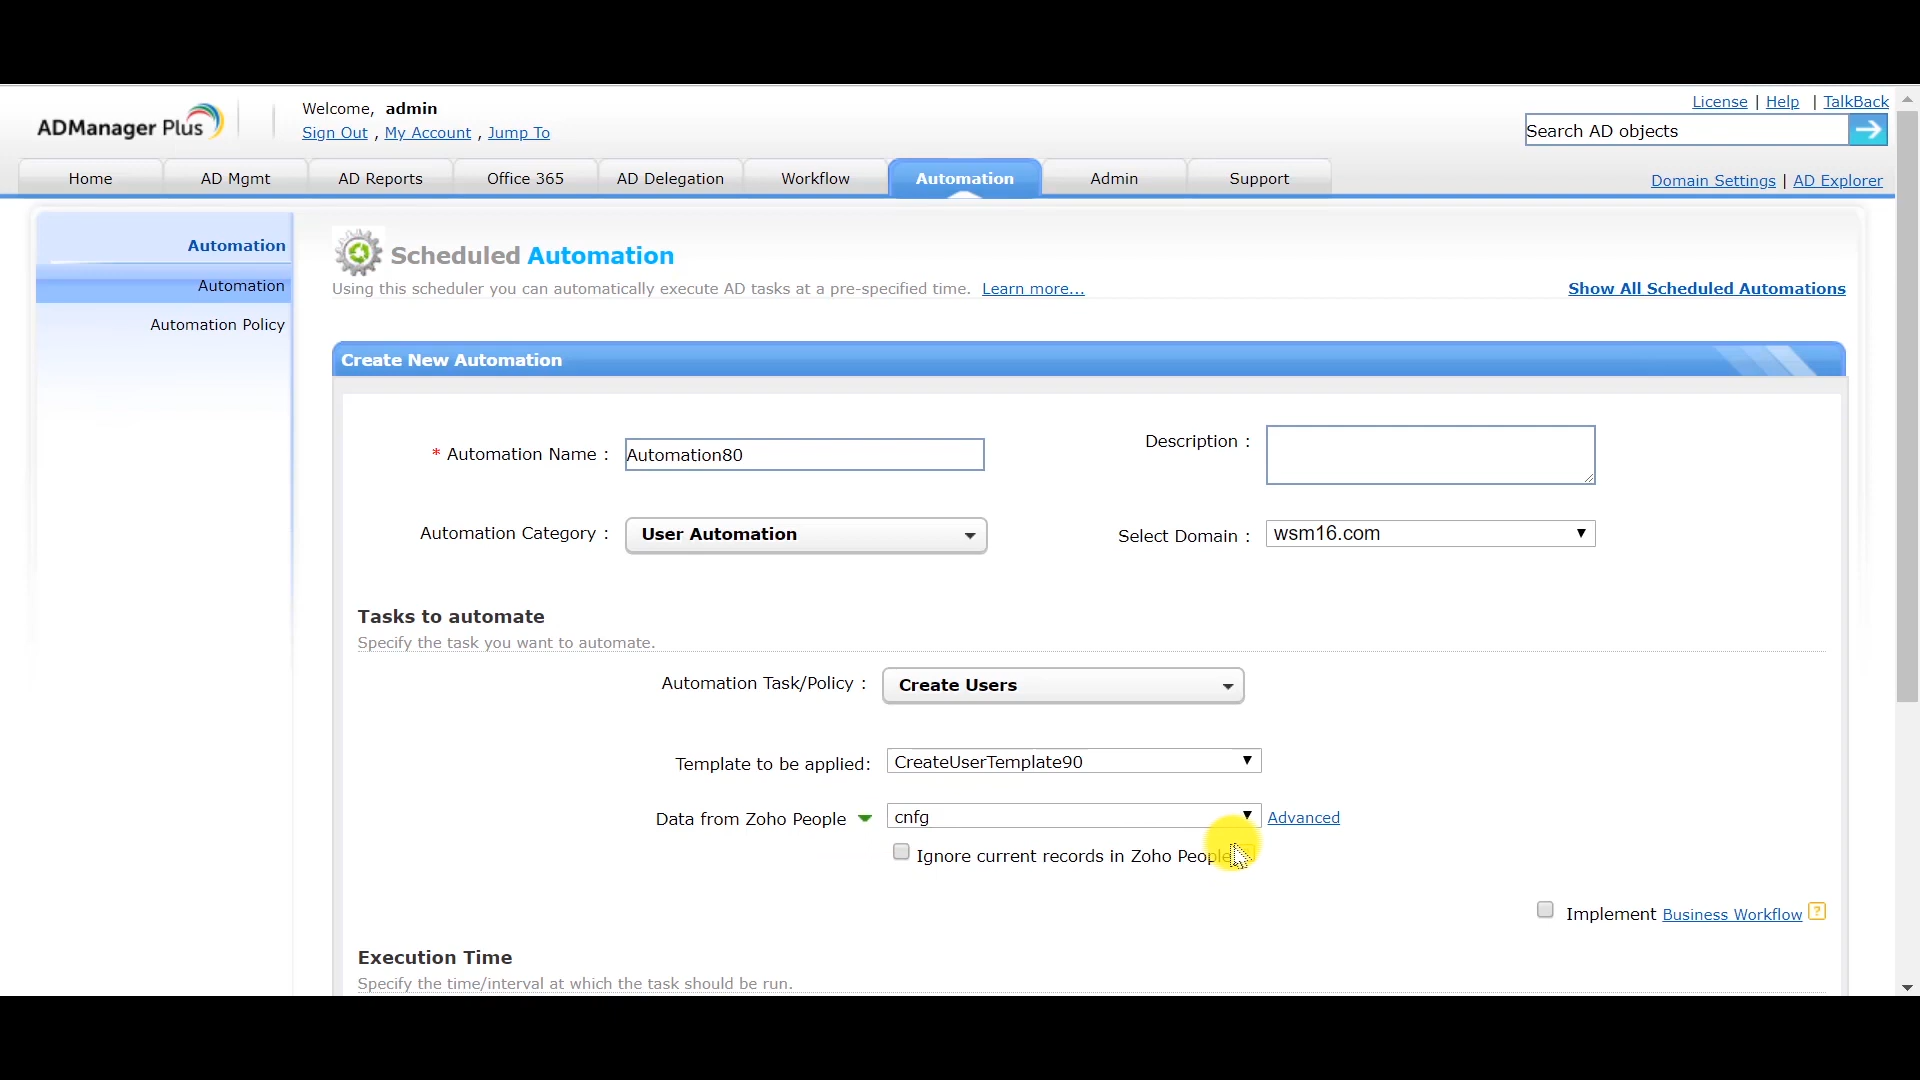 ADManager Plus
Welcome, admin
Sign Out , My Account , Jump To
License | Help | TalkBack
Search AD objects
Home AD Mgmt AD Reports Office 365 AD Delegation Workflow Automation Admin Support
Domain Settings | AD Explorer
Automation
Automation
Automation Policy
Scheduled Automation
Using this scheduler you can automatically execute AD tasks at a pre-specified time. Learn more...
Show All Scheduled Automations
Create New Automation
* Automation Name : Automation80
Description :
Automation Category : User Automation
Select Domain : wsm16.com
Tasks to automate
Specify the task you want to automate.
Automation Task/Policy : Create Users
Template to be applied: CreateUserTemplate90
Data from Zoho People cnfg Advanced
Ignore current records in Zoho People
Implement Business Workflow ?
Execution Time
Specify the time/interval at which the task should be run.